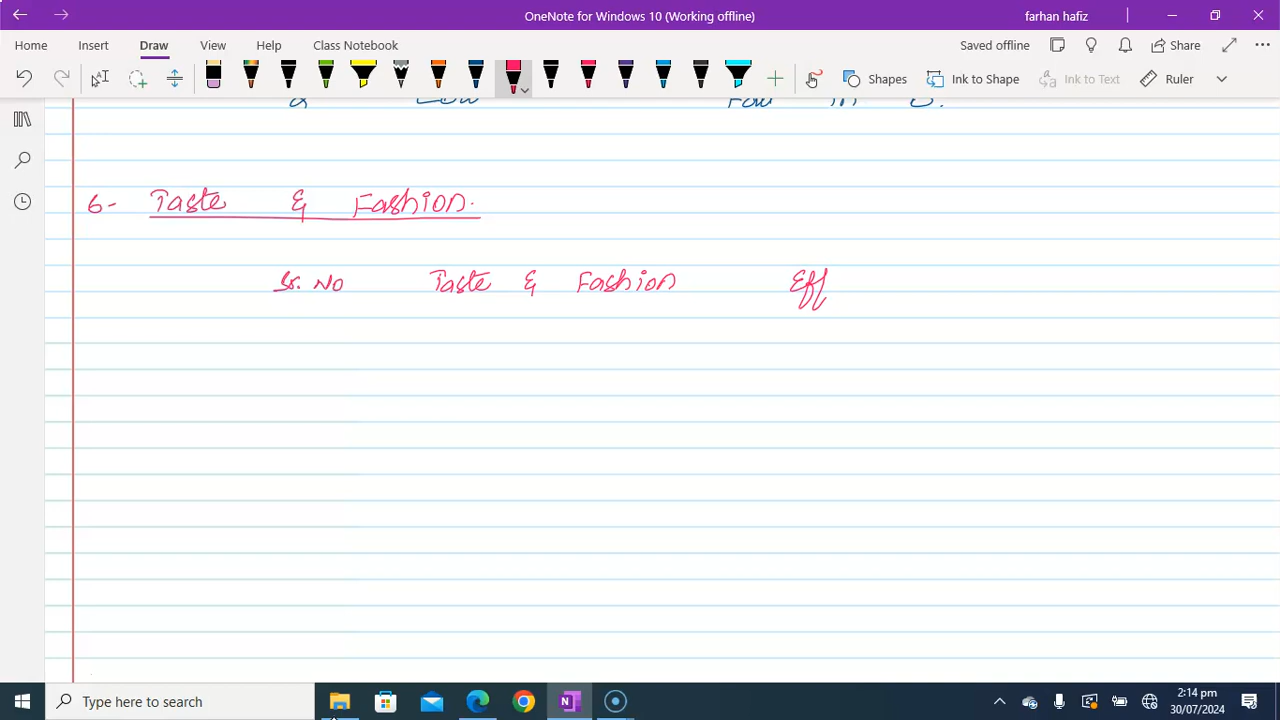 OneNote for Windows 10 (Working offline)
farhan hafiz
Home Insert Draw View Help Class Notebook
Saved offline Share
Shapes Ink to Shape Ink to Text Ruler
6- Taste & Fashion.
Sr. No Taste & Fashion Eff
Type here to search
2:14 pm
30/07/2024